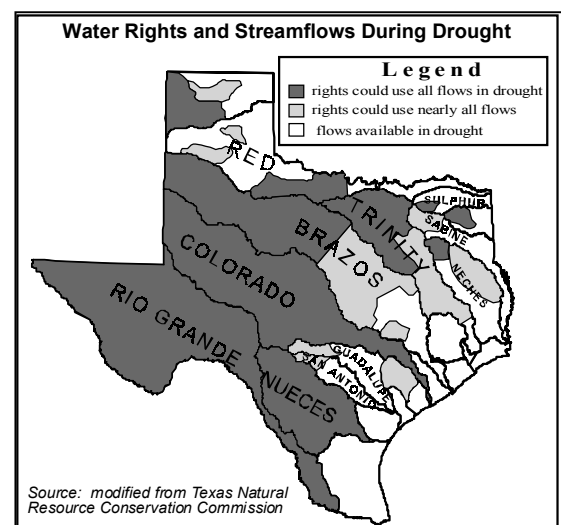 Water Rights and Streamflows During Drought
Legend
rights could use all flows in drought
rights could use nearly all flows
flows available in drought
RED
SULPHUR
TRINITY
SABINE
BRAZOS
NECHES
COLORADO
RIO GRANDE
GUADALUPE
SAN ANTONIO
NUECES
Source: modified from Texas Natural
Resource Conservation Commission